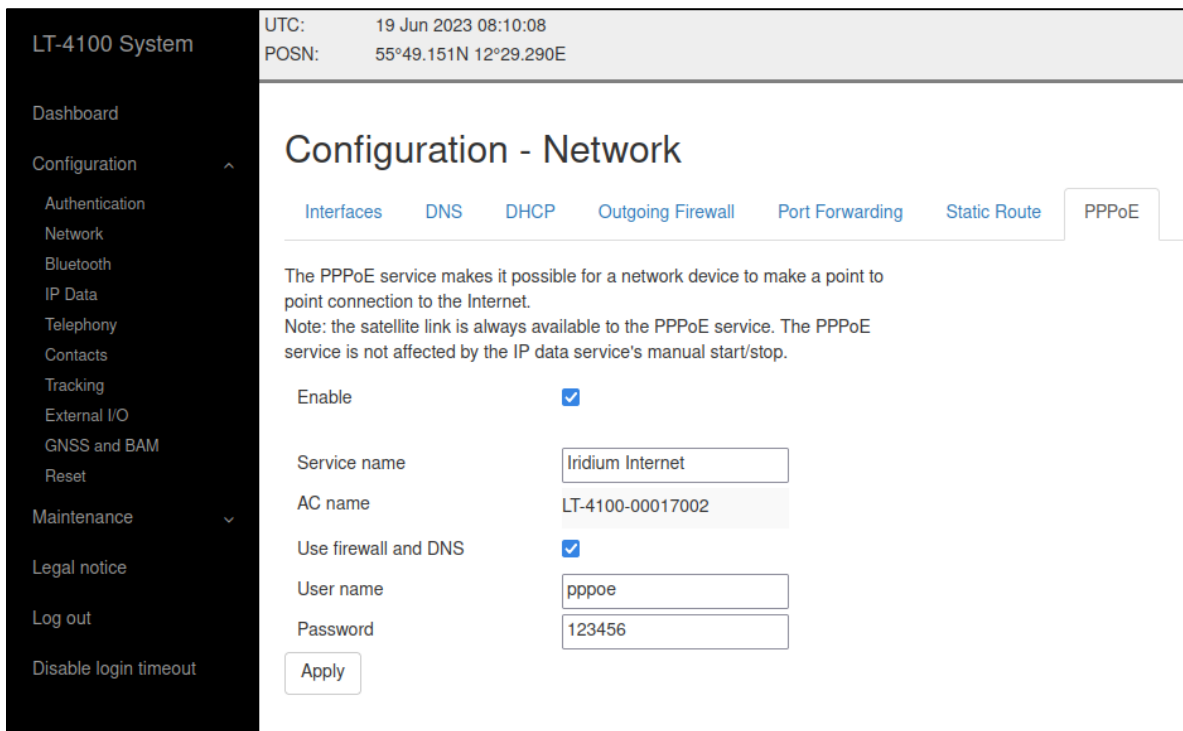 LT-4100 System
Dashboard
Configuration
Authentication
Network
Bluetooth
IP Data
Telephony
Contacts
Tracking
External I/O
GNSS and BAM
Reset
Maintenance
Legal notice
Log out
Disable login timeout
UTC: 19 Jun 2023 08:10:08
POSN: 55°49.151N 12°29.290E
Configuration - Network
Interfaces DNS DHCP Outgoing Firewall Port Forwarding Static Route PPPoE
The PPPoE service makes it possible for a network device to make a point to
point connection to the Internet.
Note: the satellite link is always available to the PPPoE service. The PPPoE
service is not affected by the IP data service's manual start/stop.
Enable
Service name Iridium Internet
AC name LT-4100-00017002
Use firewall and DNS
User name pppoe
Password 123456
Apply